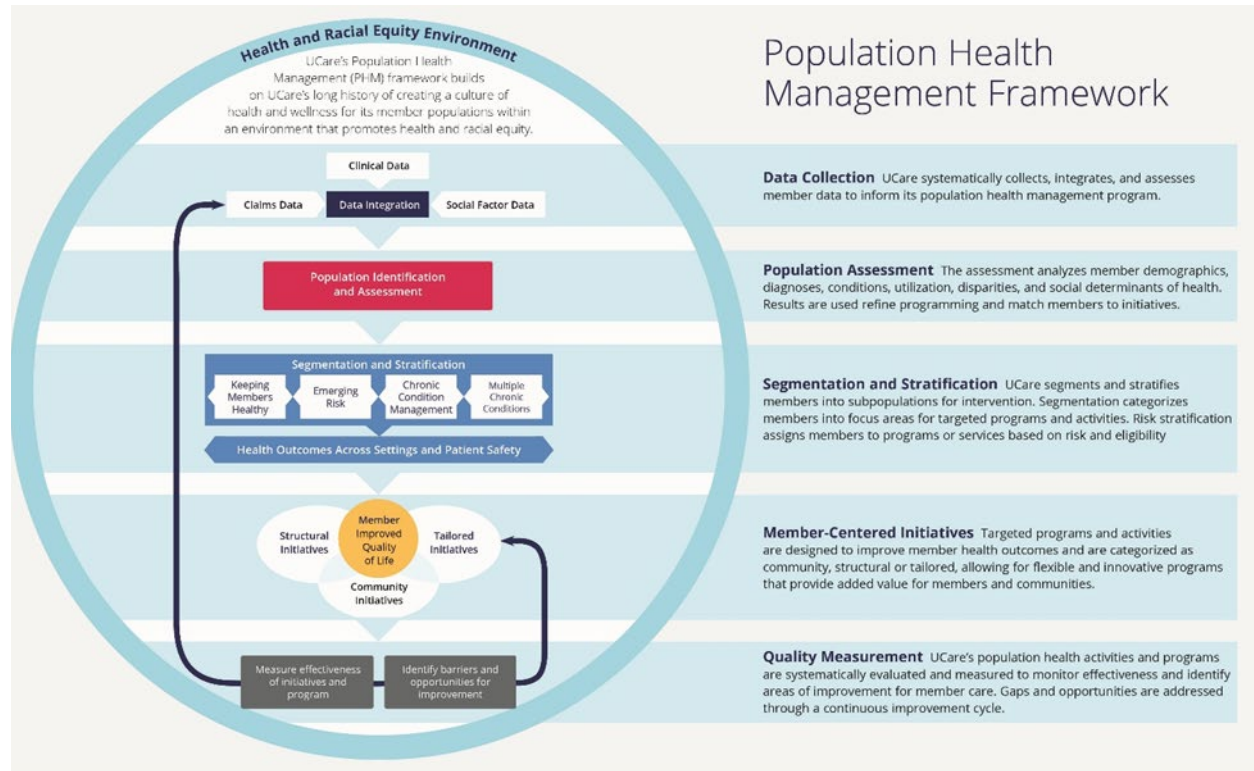 Health and Racial Equity Environment
UCare's Population Health
Management (PHM) framework builds
on UCare's long history of creating a culture of
health and wellness for its member populations within
an environment that promotes health and racial equity.
Population Health
Management Framework
Clinical Data
Claims Data
Data Integration
Social Factor Data
Data Collection UCare systematically collects, integrates, and assesses
member data to inform its population health management program.
Population Identification
and Assessment
Population Assessment The assessment analyzes member demographics,
diagnoses, conditions, utilization, disparities, and social determinants of health.
Results are used refine programming and match members to initiatives.
Segmentation and Stratification
Keeping
Members
Healthy
Emerging
Risk
Chronic
Condition
Management
Multiple
Chronic
Conditions
Health Outcomes Across Settings and Patient Safety
Segmentation and Stratification UCare segments and stratifies
members into subpopulations for intervention. Segmentation categorizes
members into focus areas for targeted programs and activities. Risk stratification
assigns members to programs or services based on risk and eligibility
Structural
Initiatives
Member
Improved
Quality
of Life
Tailored
Initiatives
Community
Initiatives
Member-Centered Initiatives Targeted programs and activities
are designed to improve member health outcomes and are categorized as
community, structural or tailored, allowing for flexible and innovative programs
that provide added value for members and communities.
Measure effectiveness
of initiatives and
program
Identify barriers and
opportunities for
improvement
Quality Measurement UCare's population health activities and programs
are systematically evaluated and measured to monitor effectiveness and identify
areas of improvement for member care. Gaps and opportunities are addressed
through a continuous improvement cycle.